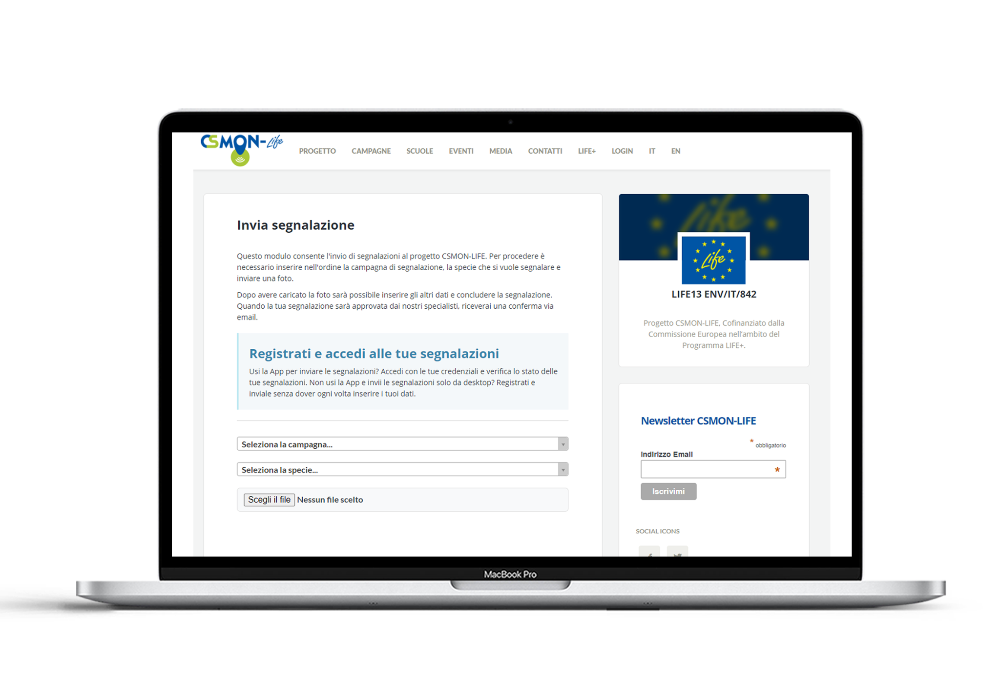 CSMON-Life
PROGETTO CAMPAGNE SCUOLE EVENTI MEDIA CONTATTI LIFE+ LOGIN IT EN
Invia segnalazione
Questo modulo consente l'invio di segnalazioni al progetto CSMON-LIFE. Per procedere è
necessario inserire nell'ordine la campagna di segnalazione, la specie che si vuole segnalare e
inviare una foto.
Dopo avere caricato la foto sarà possibile inserire gli altri dati e concludere la segnalazione.
Quando la tua segnalazione sarà approvata dai nostri specialisti, riceverai una conferma via
email.
Registrati e accedi alle tue segnalazioni
Usi la App per inviare le segnalazioni? Accedi con le tue credenziali e verifica lo stato delle
tue segnalazioni. Non usi la App e invii le segnalazioni solo da desktop? Registrati e
inviale senza dover ogni volta inserire i tuoi dati.
Seleziona la campagna...
Seleziona la specie...
Scegli il file Nessun file scelto
life
life
LIFE13 ENV/IT/842
Progetto CSMON-LIFE, Cofinanziato dalla
Commissione Europea nell'ambito del
Programma LIFE+.
Newsletter CSMON-LIFE
* obbligatorio
Indirizzo Email
*
Iscrivimi
SOCIAL ICONS
MacBook Pro